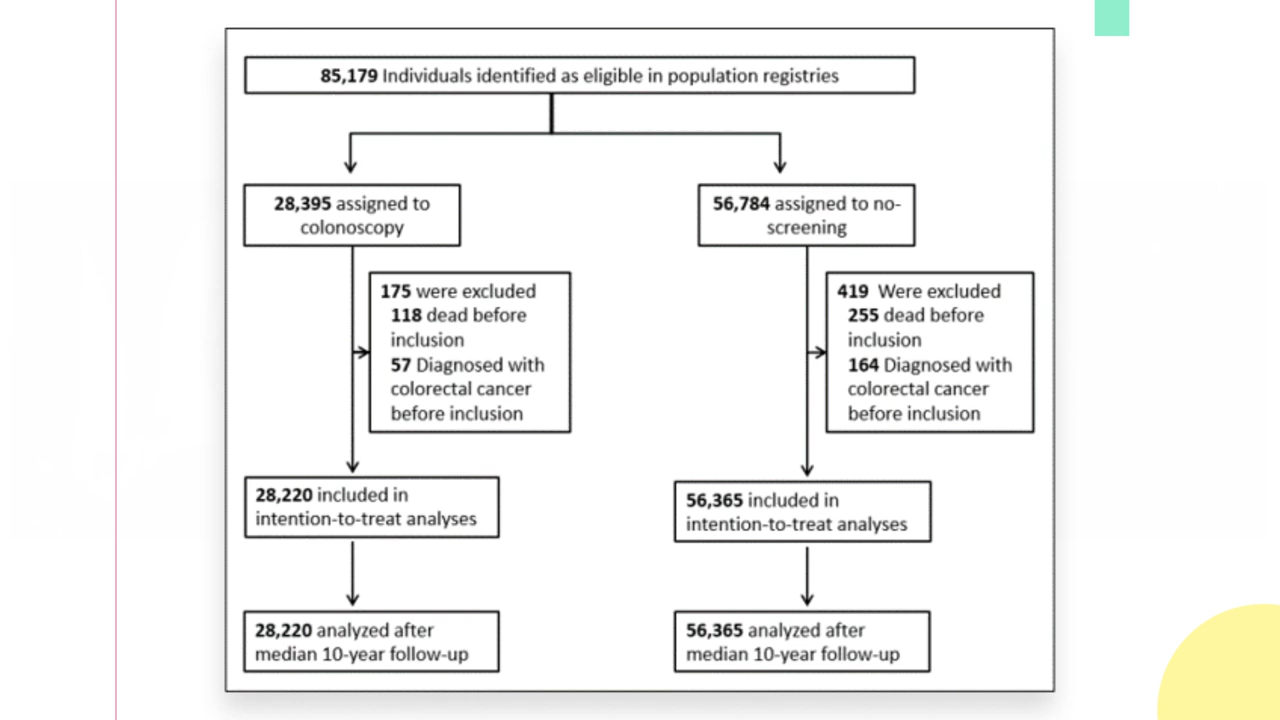 85,179 Individuals identified as eligible in population registries
28,395 assigned to
colonoscopy
56,784 assigned to no-
screening
175 were excluded
118 dead before
inclusion
57 Diagnosed with
colorectal cancer
before inclusion
419 Were excluded
255 dead before
inclusion
164 Diagnosed with
colorectal cancer
before inclusion
28,220 included in
intention-to-treat analyses
56,365 included in
intention-to-treat analyses
28,220 analyzed after
median 10-year follow-up
56,365 analyzed after
median 10-year follow-up